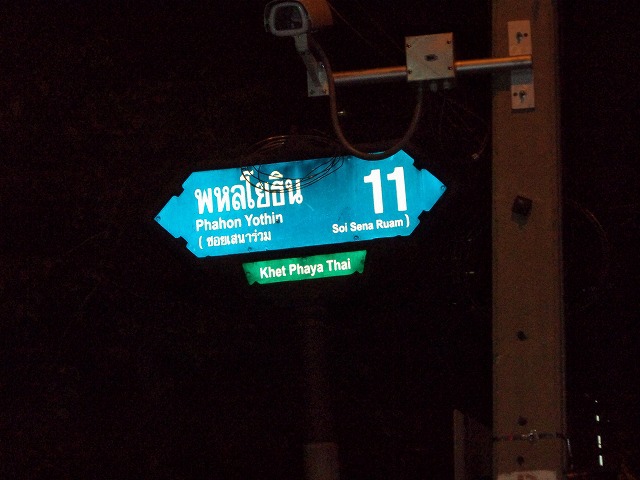 พหลโยธิน 11
Phahon Yothin
( ซอยเสนาร่วม Soi Sena Ruam )
Khet Phaya Thai